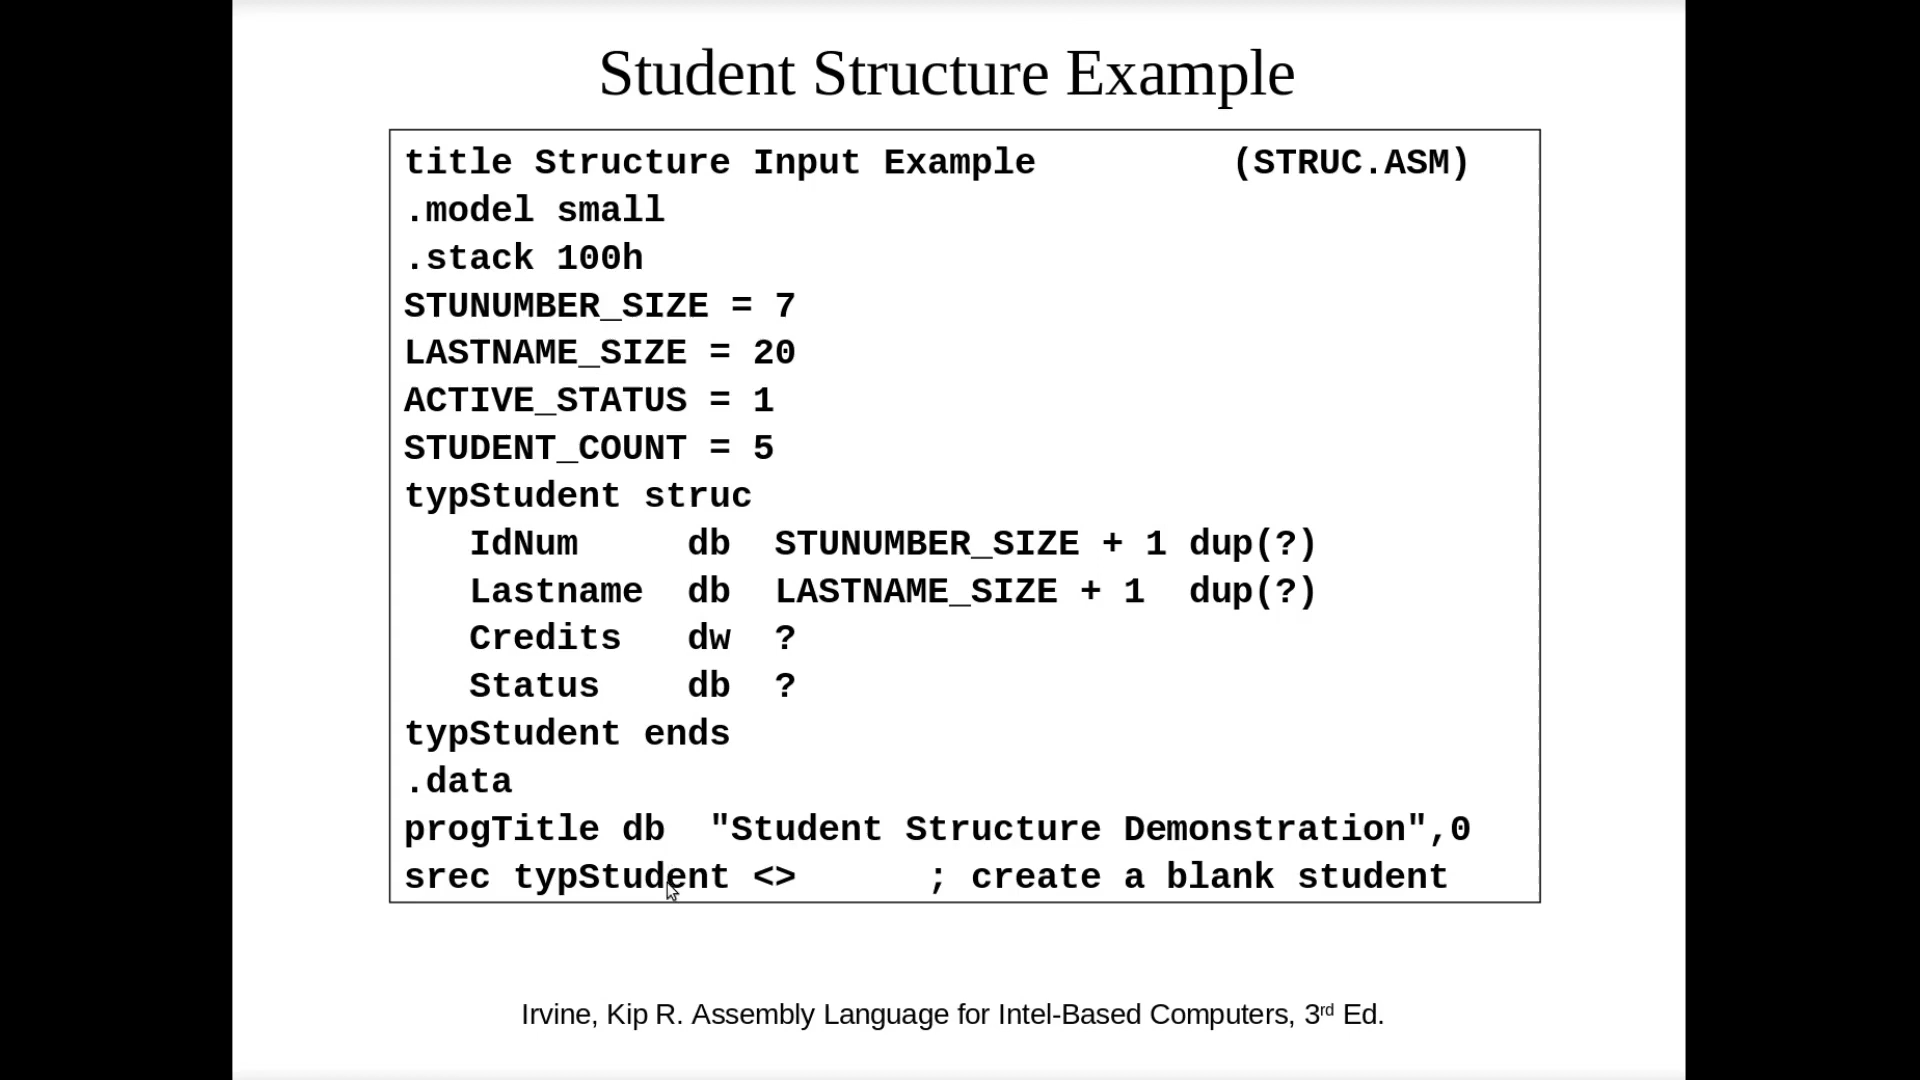 Student Structure Example
title Structure Input Example         (STRUC.ASM)
.model small
.stack 100h
STUNUMBER_SIZE = 7
LASTNAME_SIZE = 20
ACTIVE_STATUS = 1
STUDENT_COUNT = 5
typStudent struc
   IdNum     db  STUNUMBER_SIZE + 1 dup(?)
   Lastname  db  LASTNAME_SIZE + 1  dup(?)
   Credits   dw  ?
   Status    db  ?
typStudent ends
.data
progTitle db  "Student Structure Demonstration",0
srec typStudent <>      ; create a blank student
Irvine, Kip R. Assembly Language for Intel-Based Computers, 3rd Ed.